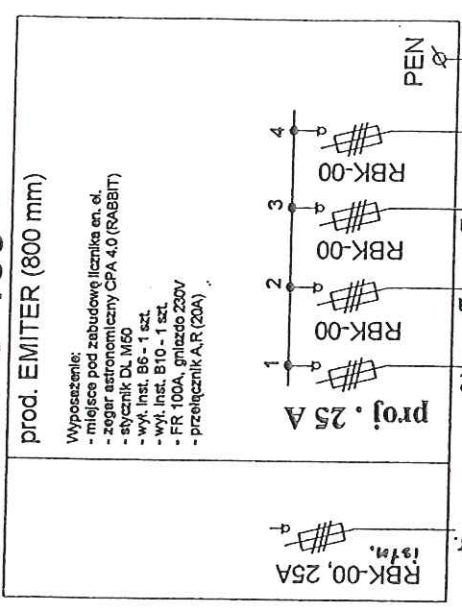 prod. EMITER (800 mm)
Wyposażenie:
- miejsce pod zabudowę licznika en. el.
- zegar astronomiczny CPA 4.0 (RABBIT)
- stycznik DL M50
- wył. Inst. B6 - 1 szt.
- wył. Inst. B10 - 1 szt.
- FR 100A, gniazdo 230V
- przełącznik A,R (20A)
1
2
3
4
PEN
proj. 25 A
RBK-00
RBK-00
RBK-00
istn.
RBK-00, 25A